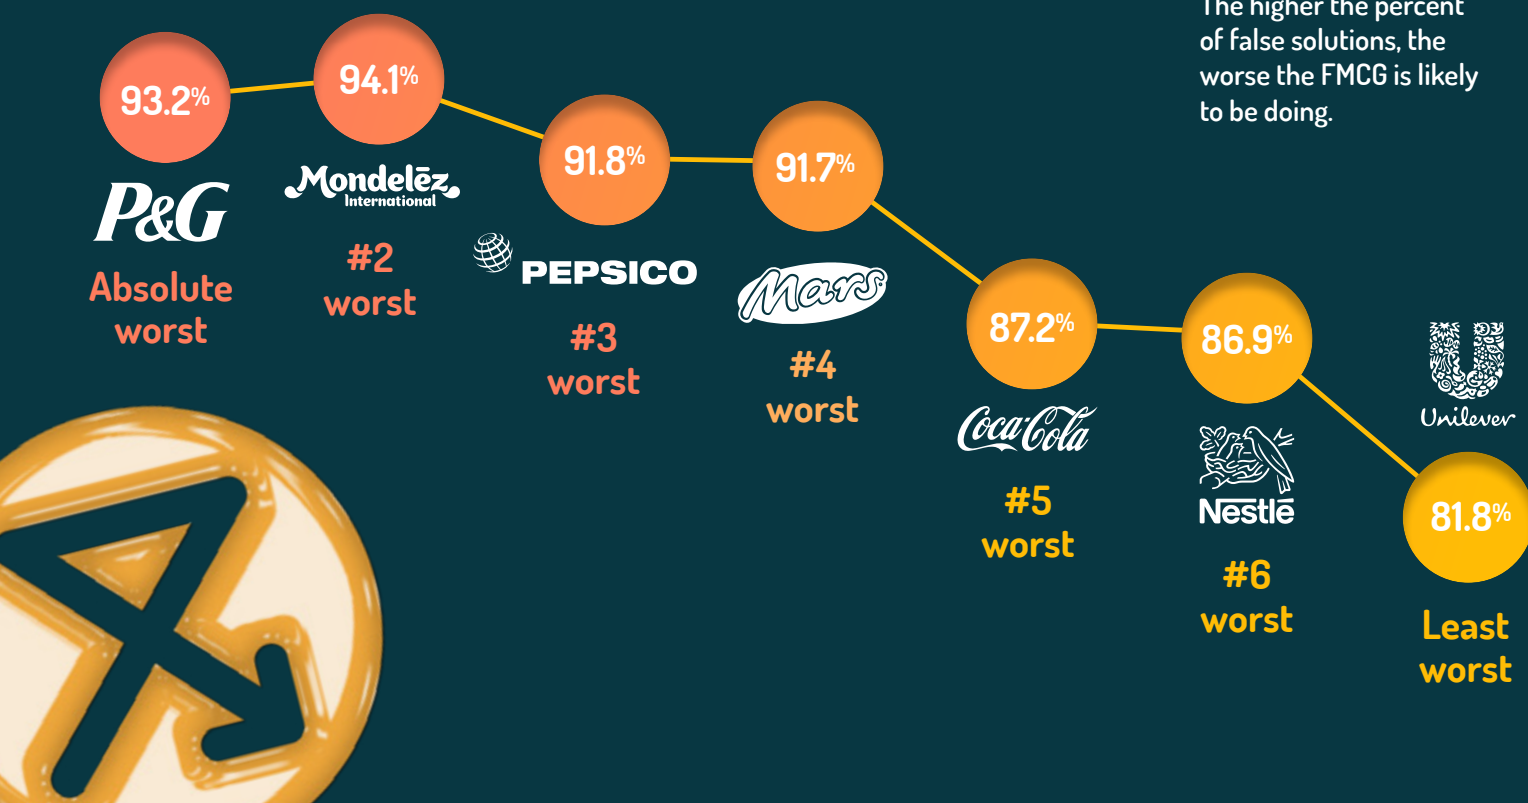 The higher the percent
of false solutions, the
worse the FMCG is likely
to be doing.
93.2%
P&G
Absolute
worst
94.1%
Mondelēz
International
#2
worst
91.8%
PEPSICO
#3
worst
91.7%
Mars
#4
worst
87.2%
Coca-Cola
#5
worst
86.9%
Nestlé
#6
worst
Unilever
81.8%
Least
worst